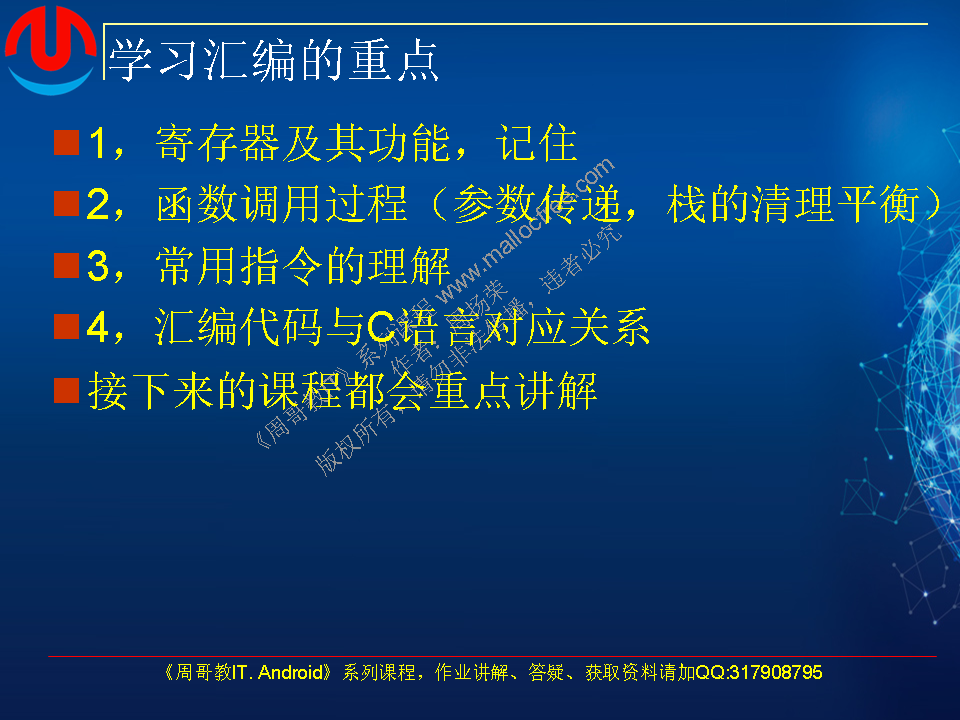 学习汇编的重点
1，寄存器及其功能，记住
2，函数调用过程（参数传递，栈的清理平衡）
3，常用指令的理解
4，汇编代码与C语言对应关系
接下来的课程都会重点讲解
《周哥教IT》系列课程 www.mallocfree.com
作者：周扬荣
版权所有，请勿非法传播，违者必究
《周哥教IT. Android》系列课程，作业讲解、答疑、获取资料请加QQ:317908795